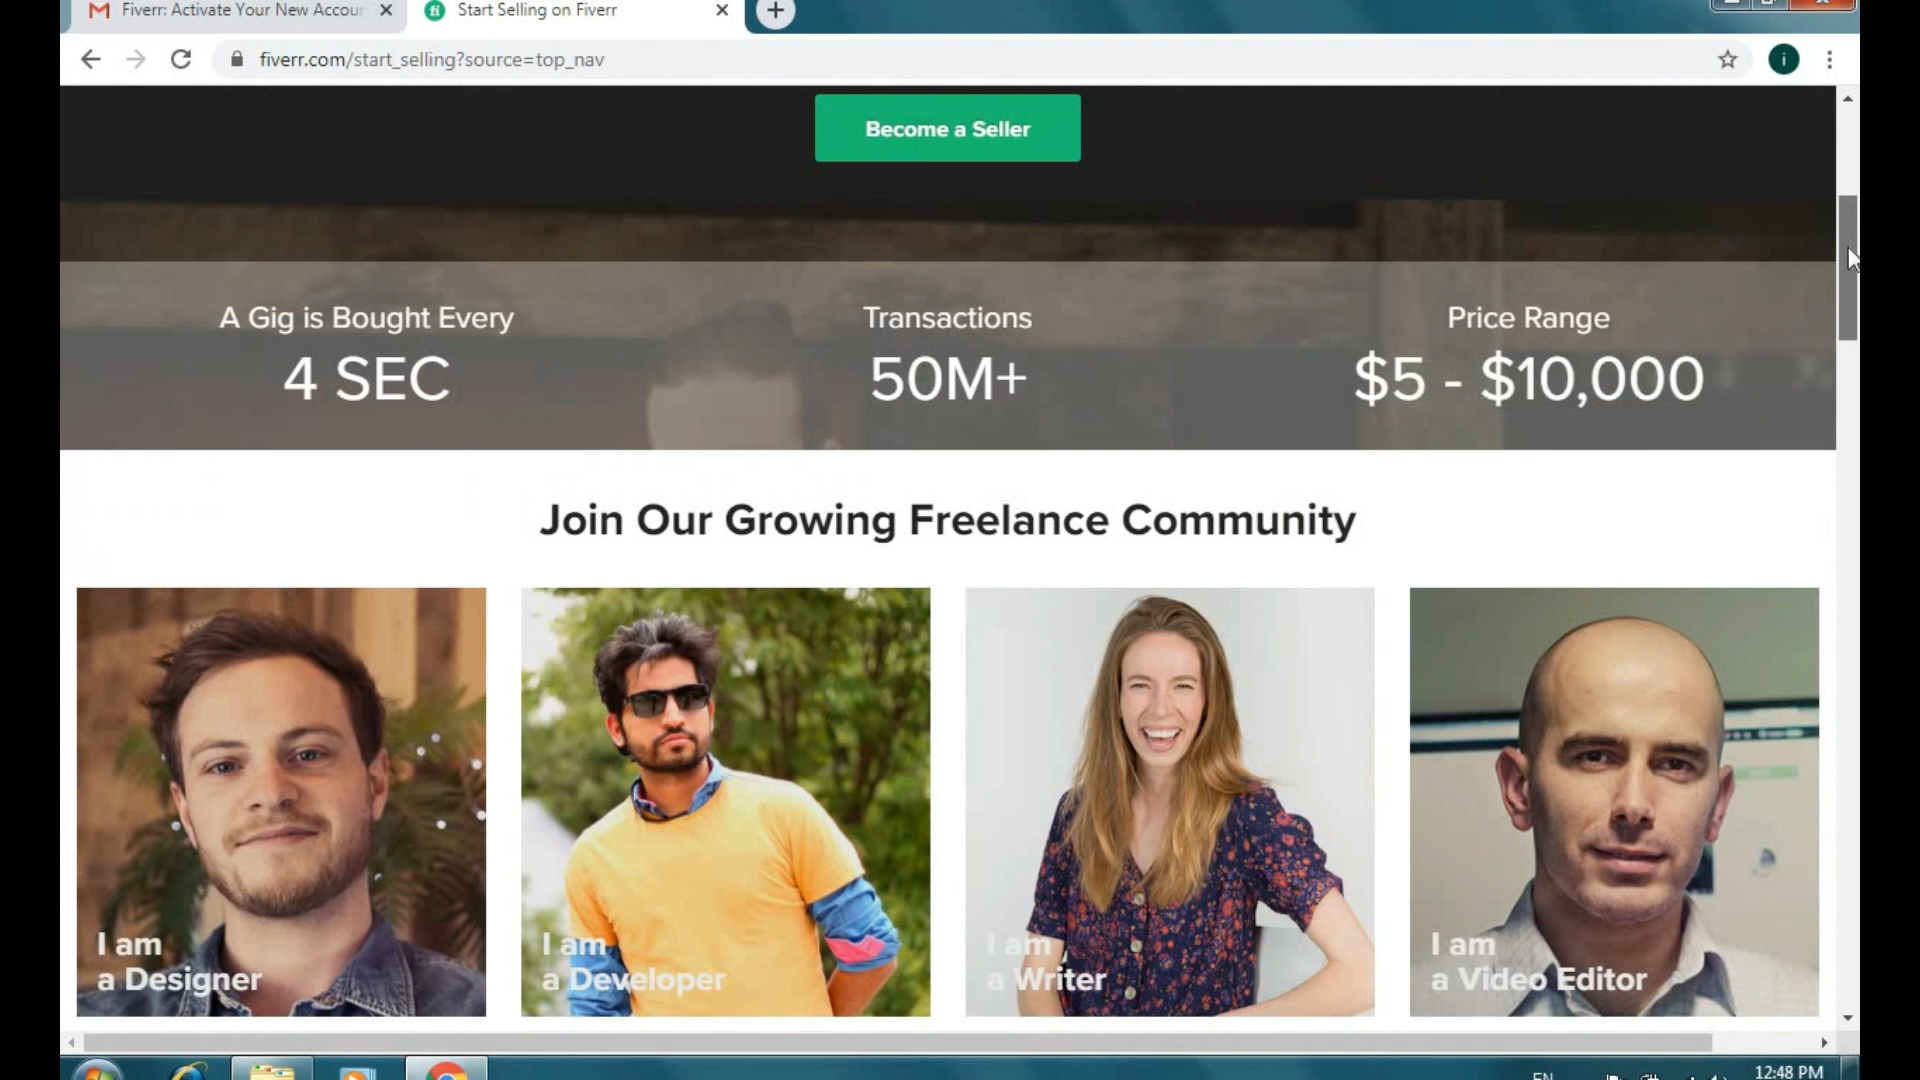 Fiverr: Activate Your New Accour
fi Start Selling on Fiverr
fiverr.com/start_selling?source=top_nav
i
Become a Seller
A Gig is Bought Every
4 SEC
Transactions
50M+
Price Range
$5 - $10,000
Join Our Growing Freelance Community
I am
a Designer
I am
a Developer
I am
a Writer
I am
a Video Editor
EN
12:48 PM